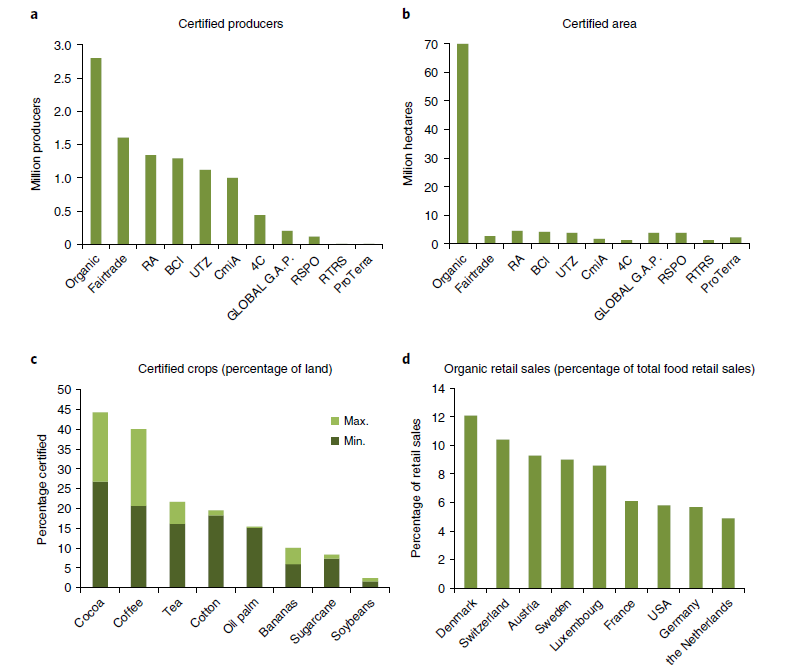 a
Certified producers
Million producers
3.0
2.5
2.0
1.5
1.0
0.5
0
Organic
Fairtrade
RA
BCI
UTZ
CmiA
4C
GLOBAL G.A.P.
RSPO
RTRS
ProTerra
b
Certified area
Million hectares
70
60
50
40
30
20
10
0
Organic
Fairtrade
RA
BCI
UTZ
CmiA
4C
GLOBAL G.A.P.
RSPO
RTRS
ProTerra
c
Certified crops (percentage of land)
Percentage certified
50
45
40
35
30
25
20
15
10
5
0
Max.
Min.
Cocoa
Coffee
Tea
Cotton
Oil palm
Bananas
Sugarcane
Soybeans
d
Organic retail sales (percentage of total food retail sales)
Percentage of retail sales
14
12
10
8
6
4
2
0
Denmark
Switzerland
Austria
Sweden
Luxembourg
France
USA
Germany
the Netherlands